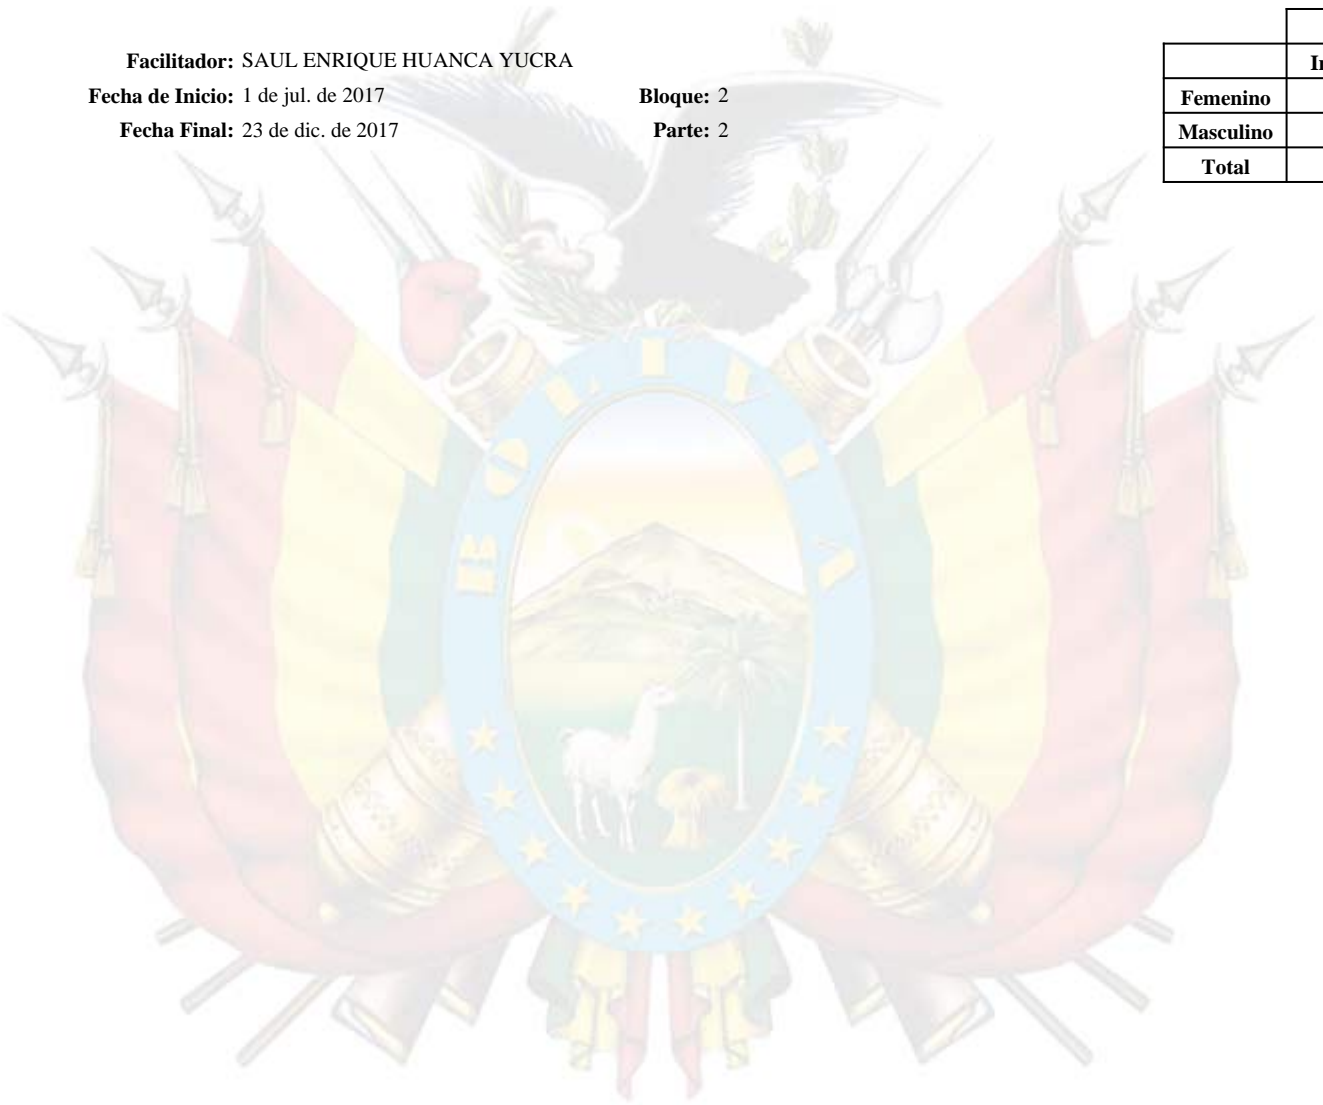 Facilitador: SAUL ENRIQUE HUANCA YUCRA
Fecha de Inicio: 1 de jul. de 2017 Bloque: 2
Fecha Final: 23 de dic. de 2017 Parte: 2
Femenino
Masculino
Total
BOLIVIA